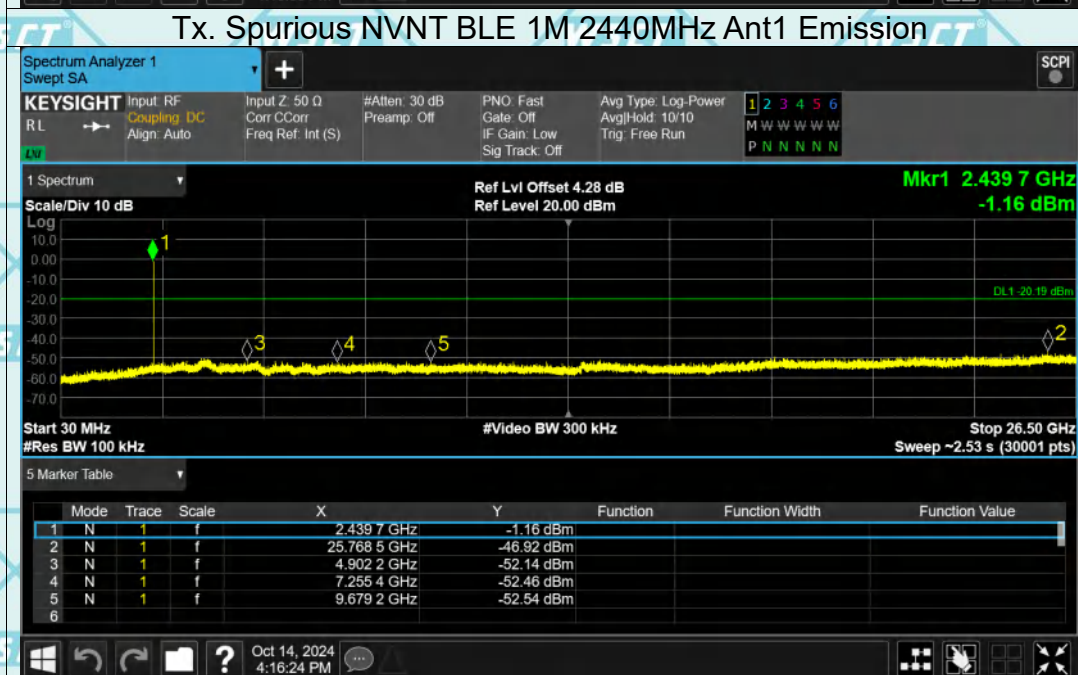 Tx. Spurious NVNT BLE 1M 2440MHz Ant1 Emission
Spectrum Analyzer 1
Swept SA
+
SCPI
KEYSIGHT Input: RF
R L Coupling: DC
Align: Auto
LXI
Input Z: 50 Ω
Corr CCorr
Freq Ref: Int (S)
#Atten: 30 dB
Preamp: Off
PNO: Fast
Gate: Off
IF Gain: Low
Sig Track: Off
Avg Type: Log-Power
Avg|Hold: 10/10
Trig: Free Run
1 2 3 4 5 6
M W W W W W
P N N N N N
1 Spectrum
Scale/Div 10 dB
Ref Lvl Offset 4.28 dB
Ref Level 20.00 dBm
Mkr1 2.439 7 GHz
-1.16 dBm
Log
10.0
0.00
-10.0
-20.0
-30.0
-40.0
-50.0
-60.0
-70.0
1
DL1 -20.19 dBm
3
4
5
2
Start 30 MHz
#Res BW 100 kHz
#Video BW 300 kHz
Stop 26.50 GHz
Sweep ~2.53 s (30001 pts)
5 Marker Table
Mode Trace Scale X Y Function Function Width Function Value
1 N 1 f 2.439 7 GHz -1.16 dBm
2 N 1 f 25.768 5 GHz -46.92 dBm
3 N 1 f 4.902 2 GHz -52.14 dBm
4 N 1 f 7.255 4 GHz -52.46 dBm
5 N 1 f 9.679 2 GHz -52.54 dBm
6
?
Oct 14, 2024
4:16:24 PM